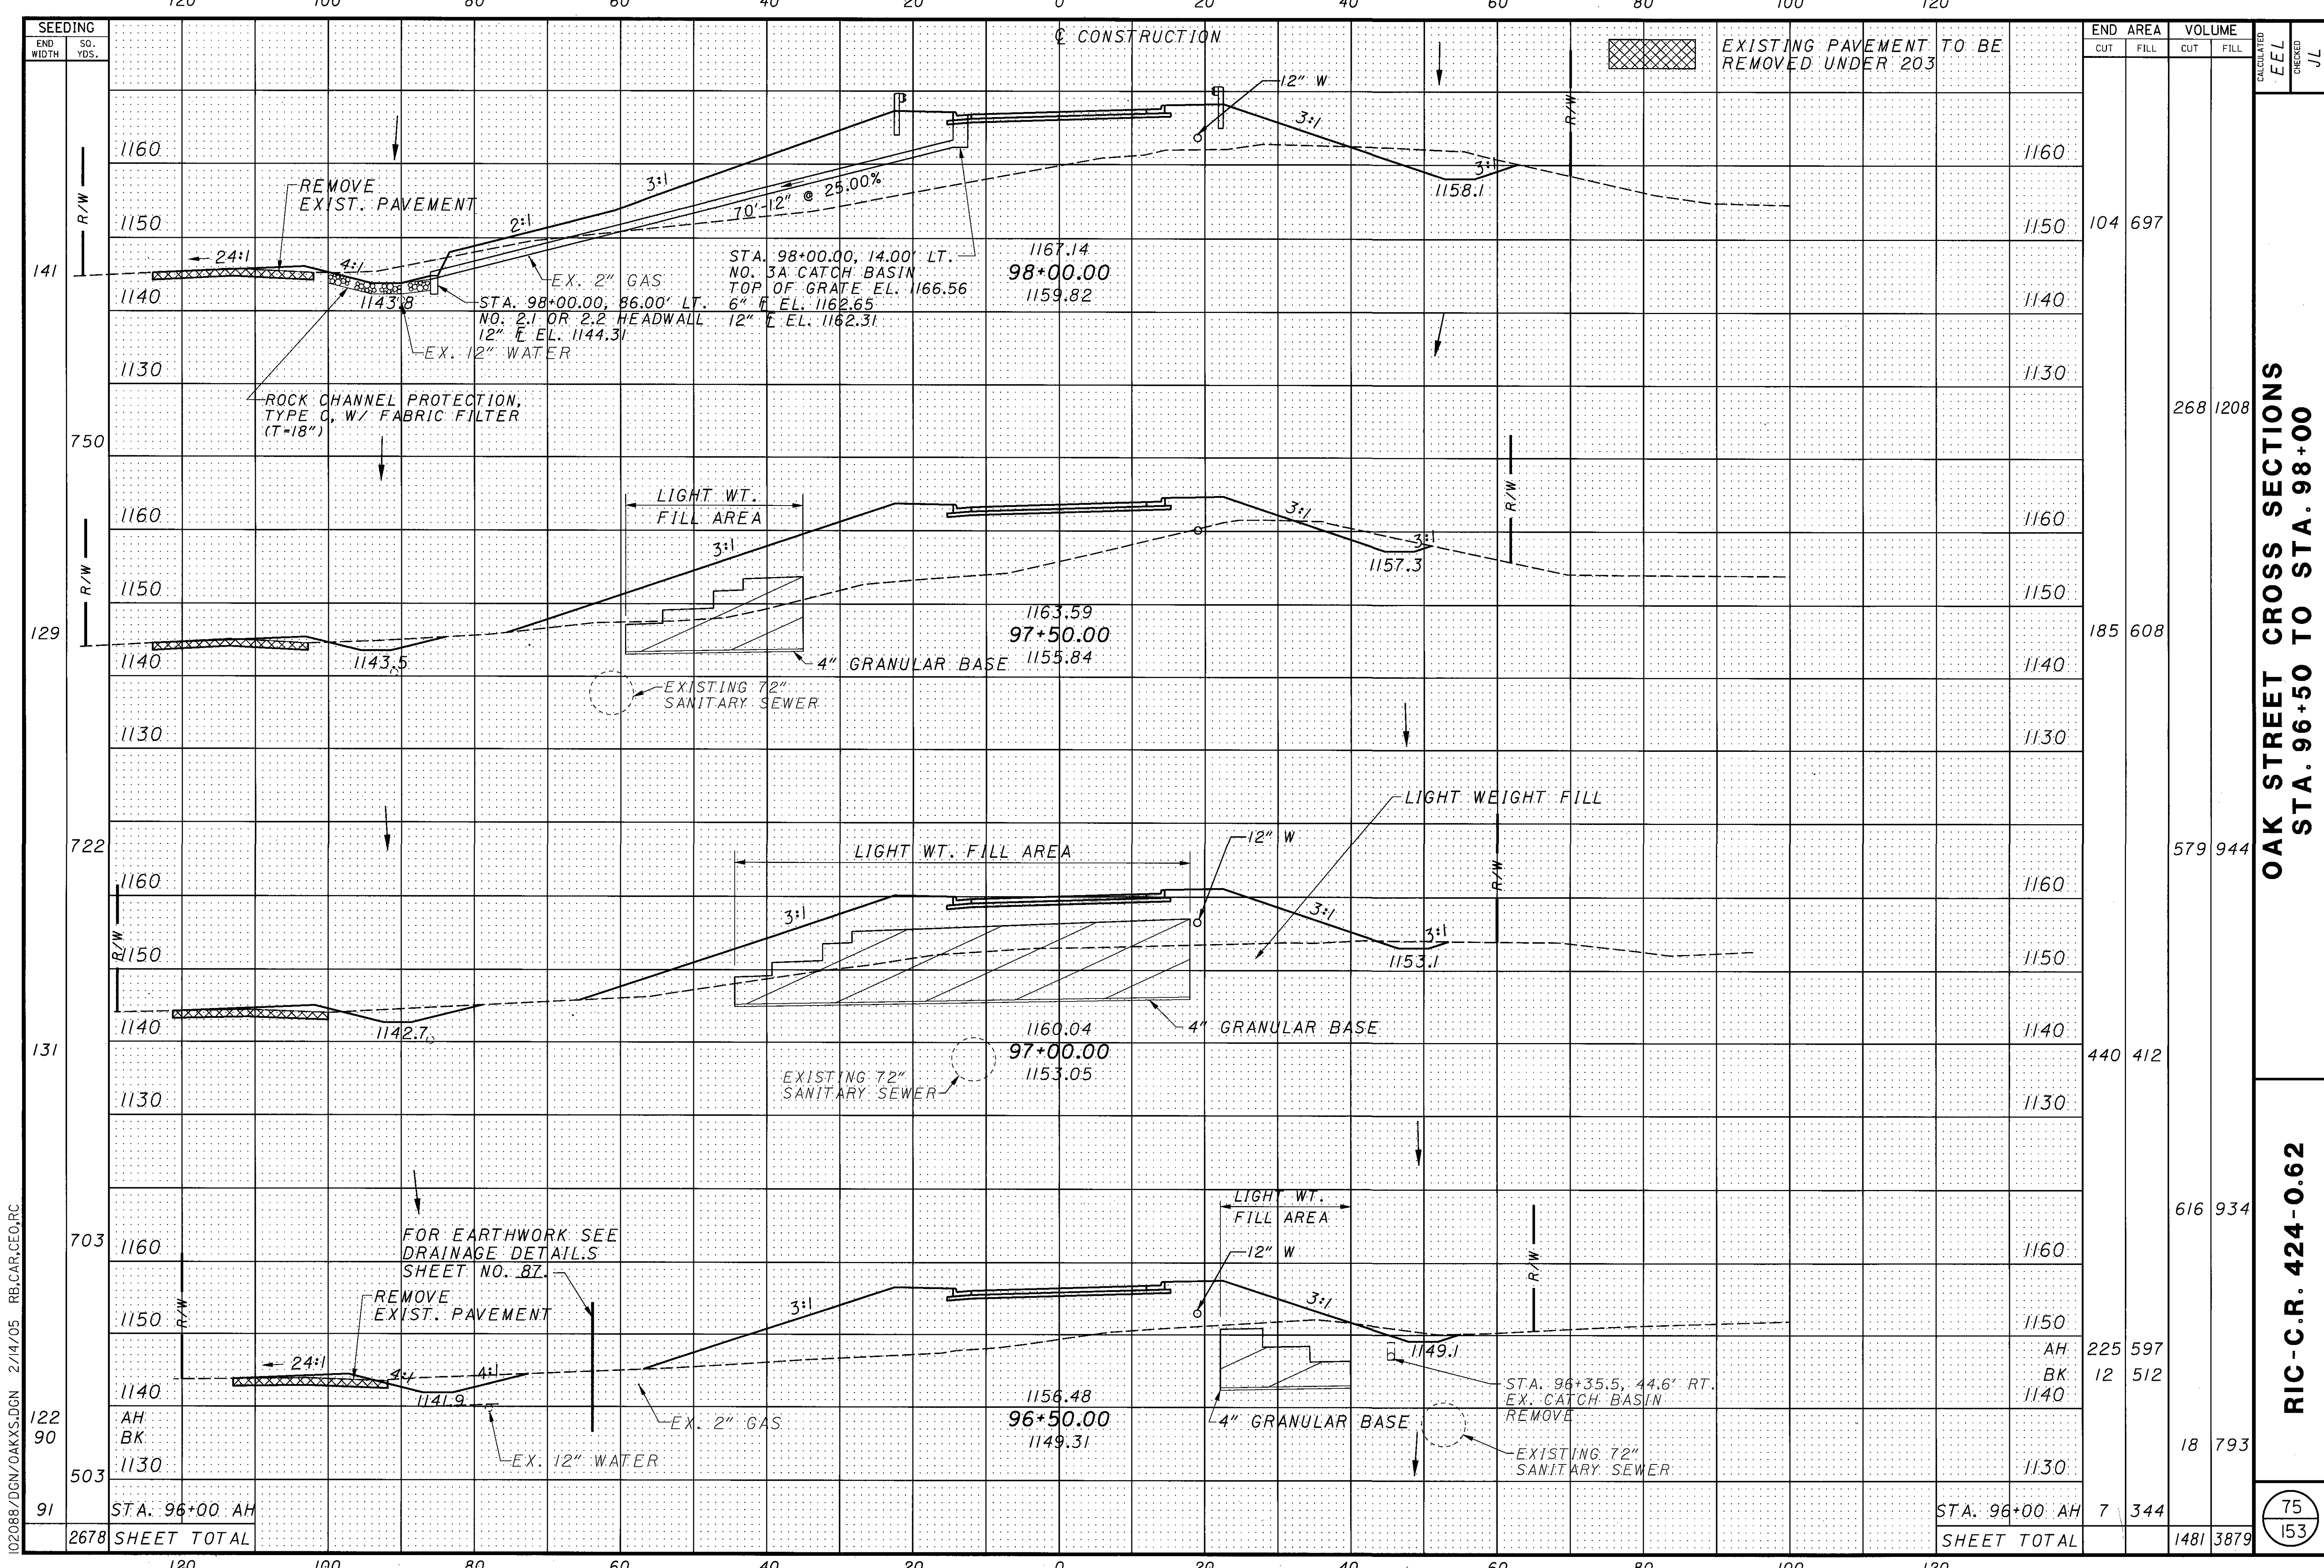 120 100 80 60 40 20 0 20 40 60 80 100 120
SEEDING
END WIDTH
SQ. YDS.
℄ CONSTRUCTION
EXISTING PAVEMENT TO BE
REMOVED UNDER 203
END AREA
VOLUME
CUT FILL CUT FILL
CALCULATED
EEL
CHECKED
JL
12" W
3:1
R/W
1160
1160
R/W
REMOVE
EXIST. PAVEMENT
3:1
3:1
1158.1
70'-12" @ 25.00%
2:1
1150
1150
104 697
24:1
4:1
141
EX. 2" GAS
STA. 98+00.00, 14.00' LT.
NO. 3A CATCH BASIN
TOP OF GRATE EL. 1166.56
6" ℄ EL. 1162.65
12" ℄ EL. 1162.31
1167.14
98+00.00
1159.82
1140
1143.8
1140
STA. 98+00.00, 86.00' LT.
NO. 2.1 OR 2.2 HEADWALL
12" ℄ EL. 1144.31
EX. 12" WATER
1130
1130
ROCK CHANNEL PROTECTION,
TYPE C, W/ FABRIC FILTER
(T=18")
268 1208
750
LIGHT WT.
FILL AREA
R/W
1160
1160
3:1
3:1
3:1
1157.3
R/W
1150
1150
1163.59
97+50.00
1155.84
129
185 608
1140
1143.5
1140
4" GRANULAR BASE
EXISTING 72"
SANITARY SEWER
1130
1130
LIGHT WEIGHT FILL
12" W
722
LIGHT WT. FILL AREA
579 944
R/W
1160
1160
3:1
3:1
3:1
R/W
1150
1153.1
1150
1140
1142.7
1160.04
97+00.00
1153.05
4" GRANULAR BASE
1140
131
440 412
EXISTING 72"
SANITARY SEWER
1130
1130
LIGHT WT.
FILL AREA
616 934
FOR EARTHWORK SEE
DRAINAGE DETAILS
SHEET NO. 87.
703
1160
12" W
1160
R/W
R/W
REMOVE
EXIST. PAVEMENT
3:1
3:1
1150
1150
1149.1
AH 225 597
24:1
4:1
4:1
BK 12 512
1140
1141.9
1156.48
96+50.00
1149.31
STA. 96+35.5, 44.6' RT.
EX. CATCH BASIN
REMOVE
1140
122 AH
90 BK
EX. 2" GAS
4" GRANULAR BASE
EX. 12" WATER
EXISTING 72"
SANITARY SEWER
18 793
1130
1130
503
91 STA. 96+00 AH
STA. 96+00 AH 7 344
2678 SHEET TOTAL
SHEET TOTAL 1481 3879
120 100 80 60 40 20 0 20 40 60 80 100 120
102088/DGN/OAKXS.DGN 2/14/05 RB,CAR,CEO,RC
OAK STREET CROSS SECTIONS
STA. 96+50 TO STA. 98+00
RIC-C.R. 424-0.62
75
153